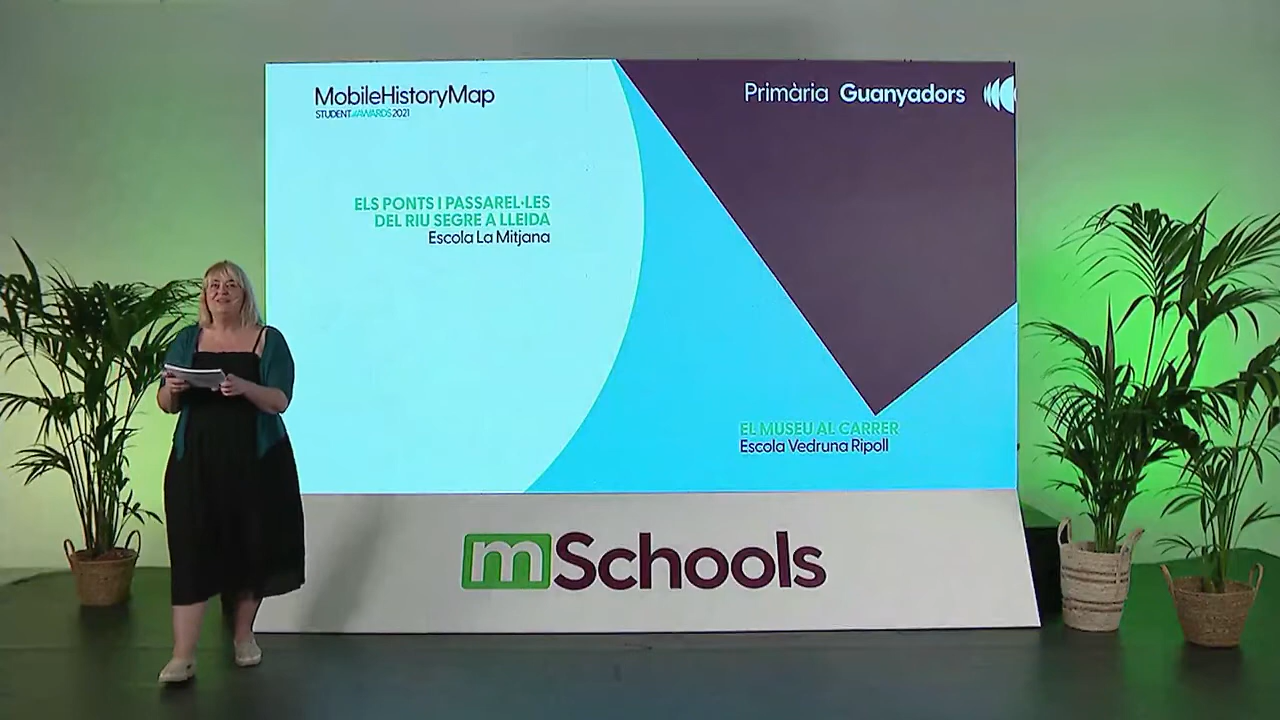 MobileHistoryMap
STUDENT//AWARDS 2021
Primària Guanyadors
ELS PONTS I PASSAREL·LES
DEL RIU SEGRE A LLEIDA
Escola La Mitjana
EL MUSEU AL CARRER
Escola Vedruna Ripoll
mSchools